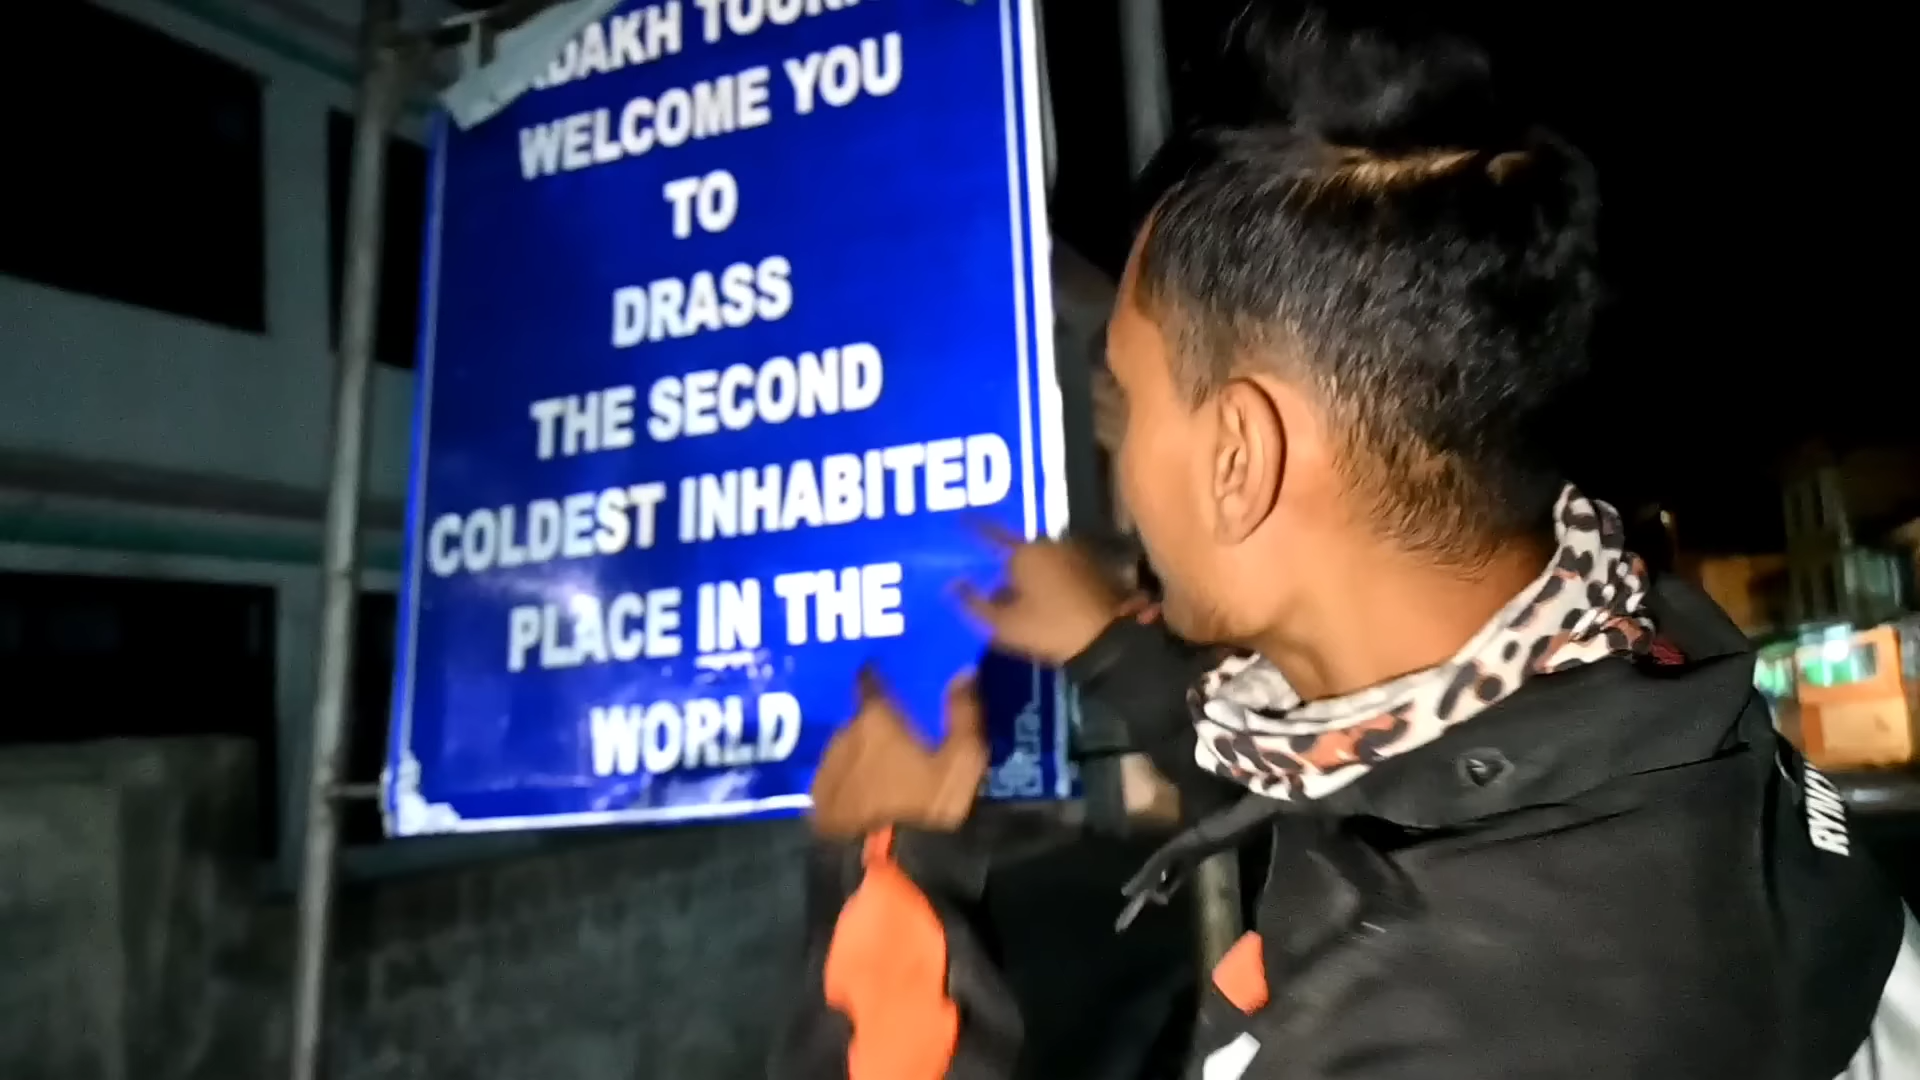 WELCOME YOU
TO
DRASS
THE SECOND
COLDEST INHABITED
PLACE IN THE
WORLD